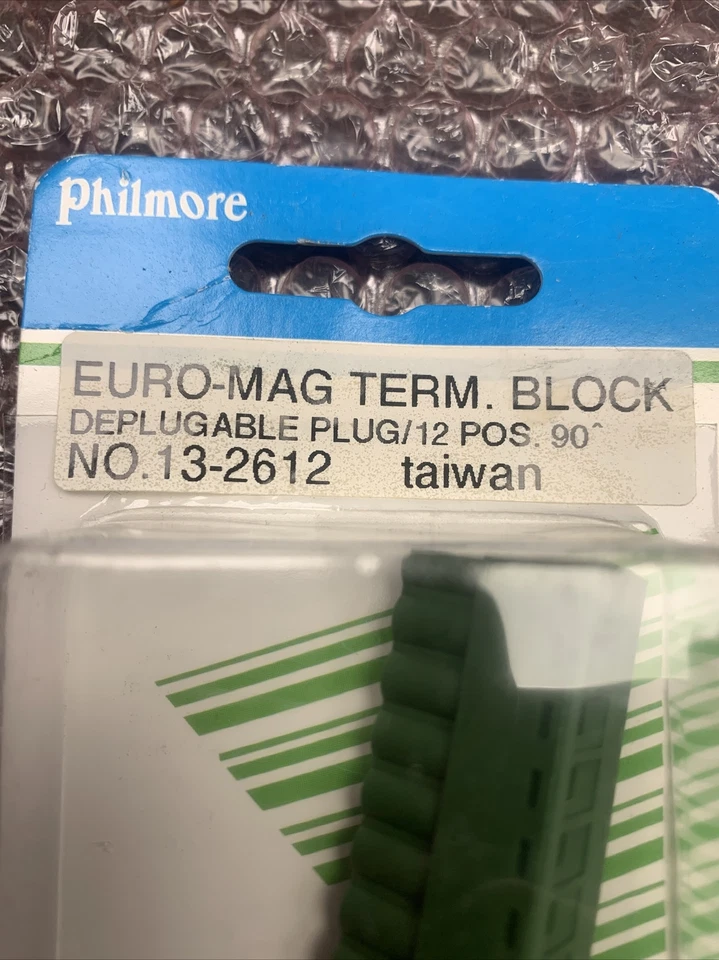 Philmore
EURO-MAG TERM. BLOCK
DEPLUGABLE PLUG/12 POS. 90^
NO.13-2612 taiwan